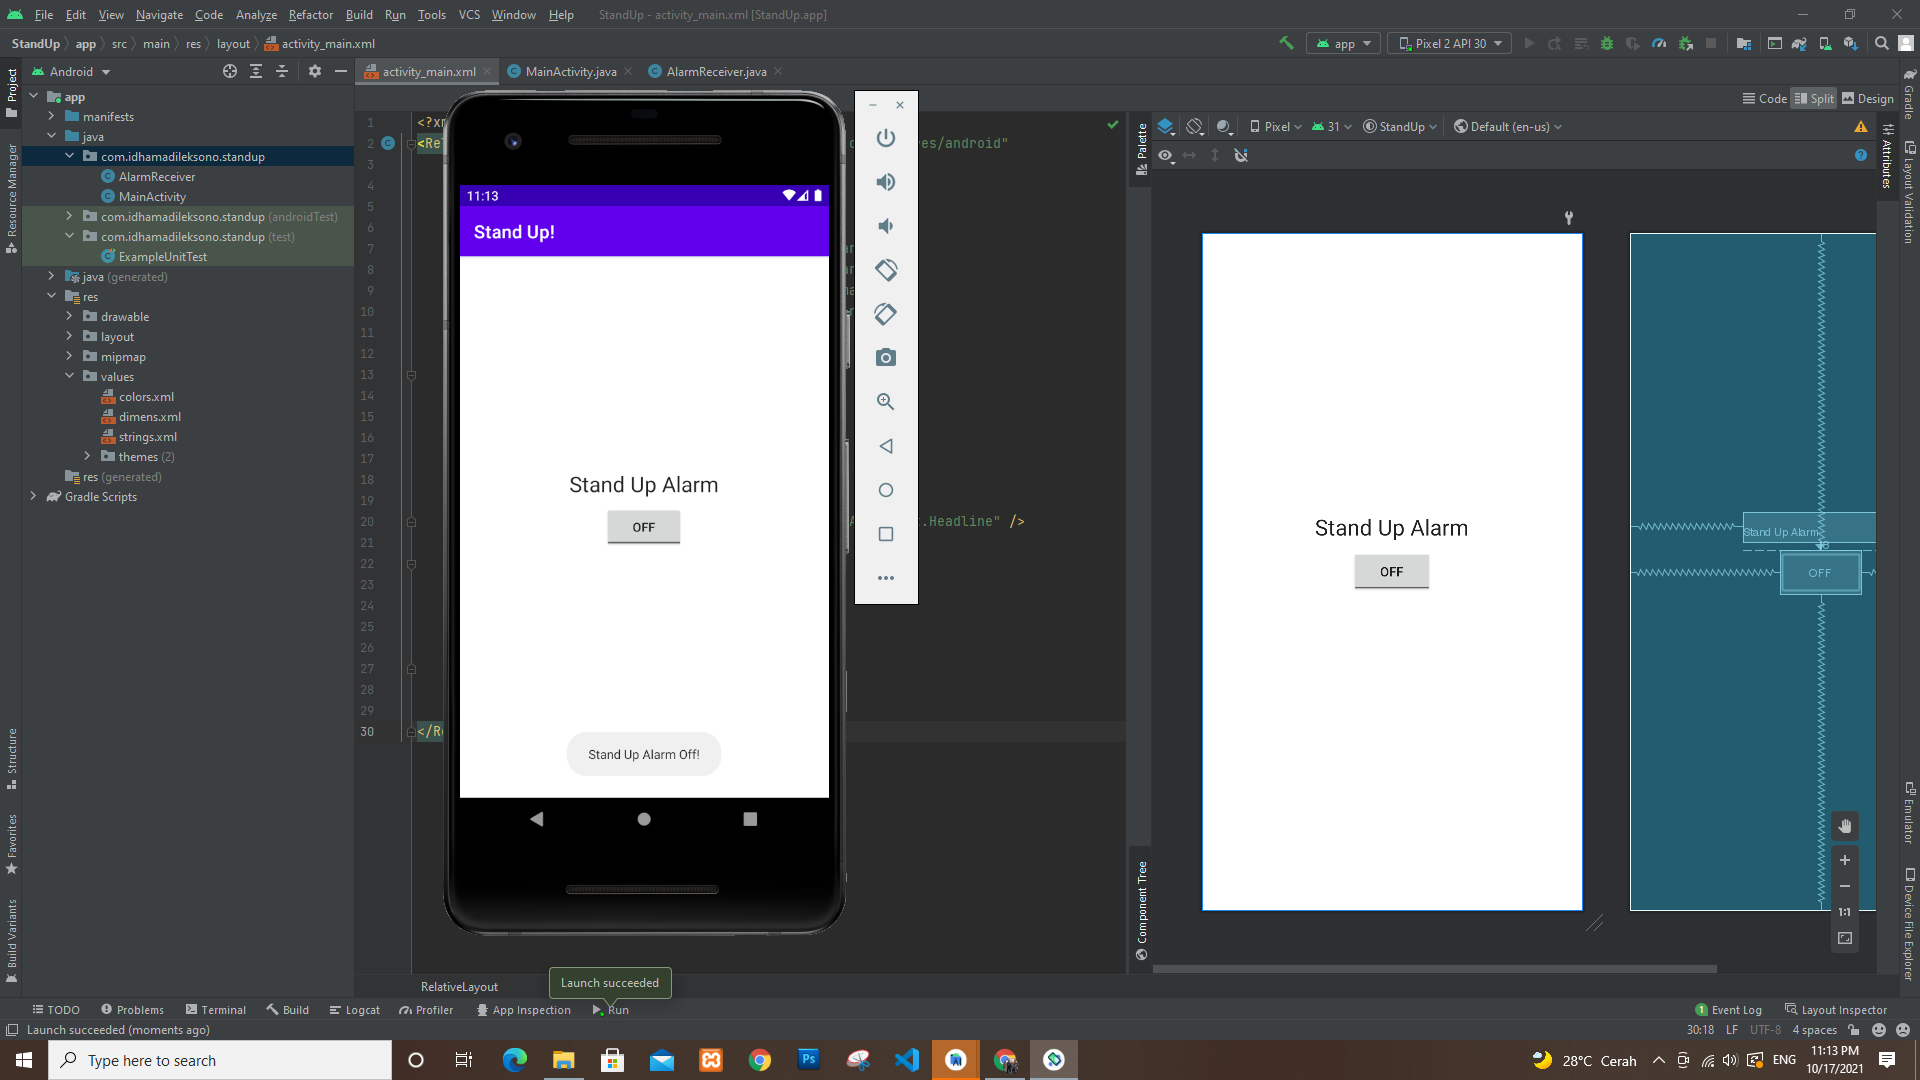 File Edit View Navigate Code Analyze Refactor Build Run Tools VCS Window Help StandUp - activity_main.xml [StandUp.app]
StandUp app src main res layout activity_main.xml
app Pixel 2 API 30
Android
activity_main.xml MainActivity.java AlarmReceiver.java
Code Split Design
Project
Resource Manager
Structure
Favorites
Build Variants
app
manifests
java
com.idhamadileksono.standup
AlarmReceiver
MainActivity
com.idhamadileksono.standup (androidTest)
com.idhamadileksono.standup (test)
ExampleUnitTest
java (generated)
res
drawable
layout
mipmap
values
colors.xml
dimens.xml
strings.xml
themes (2)
res (generated)
Gradle Scripts
1 <?xm
2 <Re res/android"
3
4
5
6
7
8
9
10
11
12
13
14
15
16
17
18
19
20 .Headline" />
21
22
23
24
25
26
27
28
29
30 </Re
11:13
Stand Up!
Stand Up Alarm
OFF
Stand Up Alarm Off!
Palette
Component Tree
Pixel 31 StandUp Default (en-us)
Stand Up Alarm
OFF
Stand Up Alarm
OFF
1:1
Attributes
Gradle
Layout Validation
Emulator
Device File Explorer
RelativeLayout
Launch succeeded
TODO Problems Terminal Build Logcat Profiler App Inspection Run 1 Event Log Layout Inspector
Launch succeeded (moments ago) 30:18 LF UTF-8 4 spaces
Type here to search
Ps
28°C Cerah ENG
11:13 PM
10/17/2021